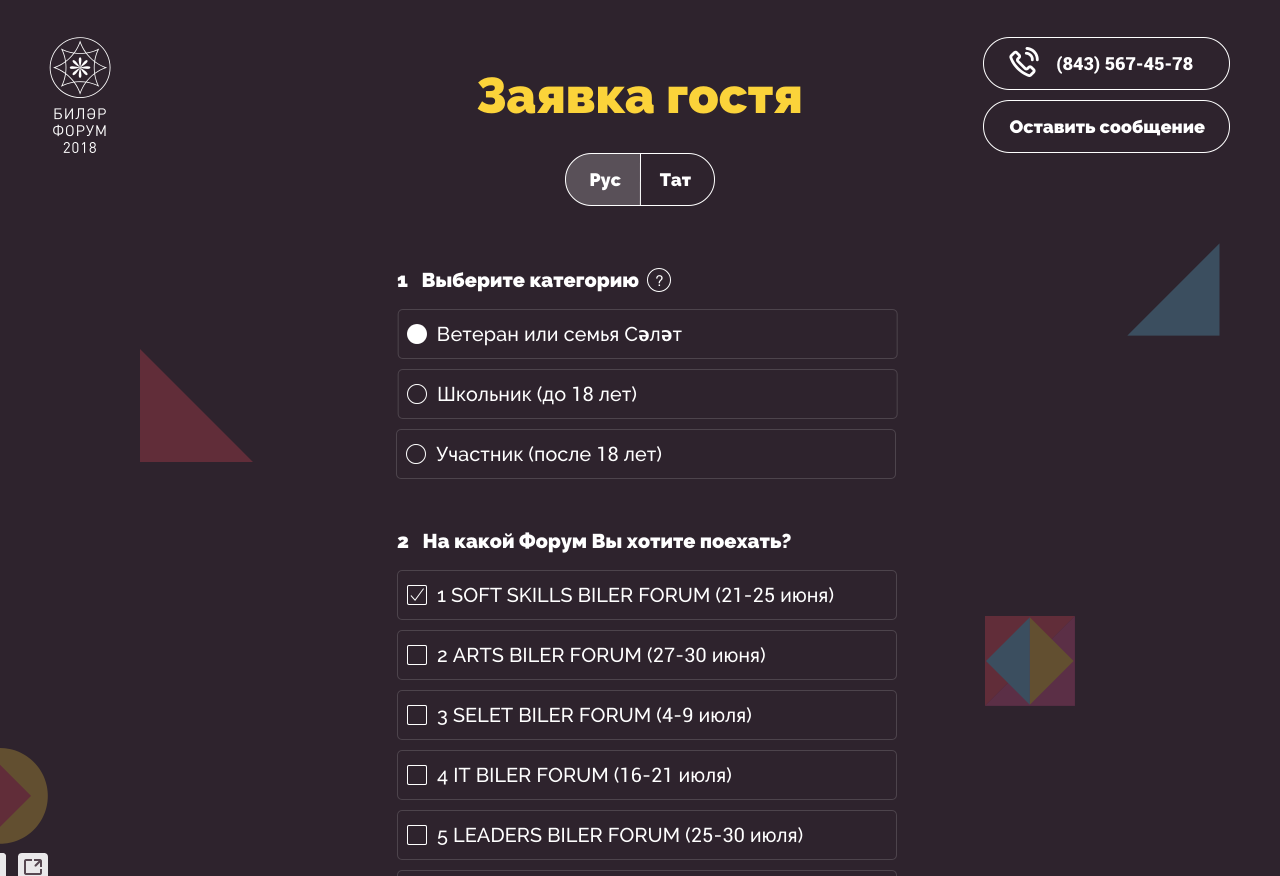 БИЛӘР
ФОРУМ
2018
Заявка гостя
(843) 567-45-78
Оставить сообщение
Рус Тат
1 Выберите категорию ?
Ветеран или семья Сәләт
Школьник (до 18 лет)
Участник (после 18 лет)
2 На какой Форум Вы хотите поехать?
1 SOFT SKILLS BILER FORUM (21-25 июня)
2 ARTS BILER FORUM (27-30 июня)
3 SELET BILER FORUM (4-9 июля)
4 IT BILER FORUM (16-21 июля)
5 LEADERS BILER FORUM (25-30 июля)